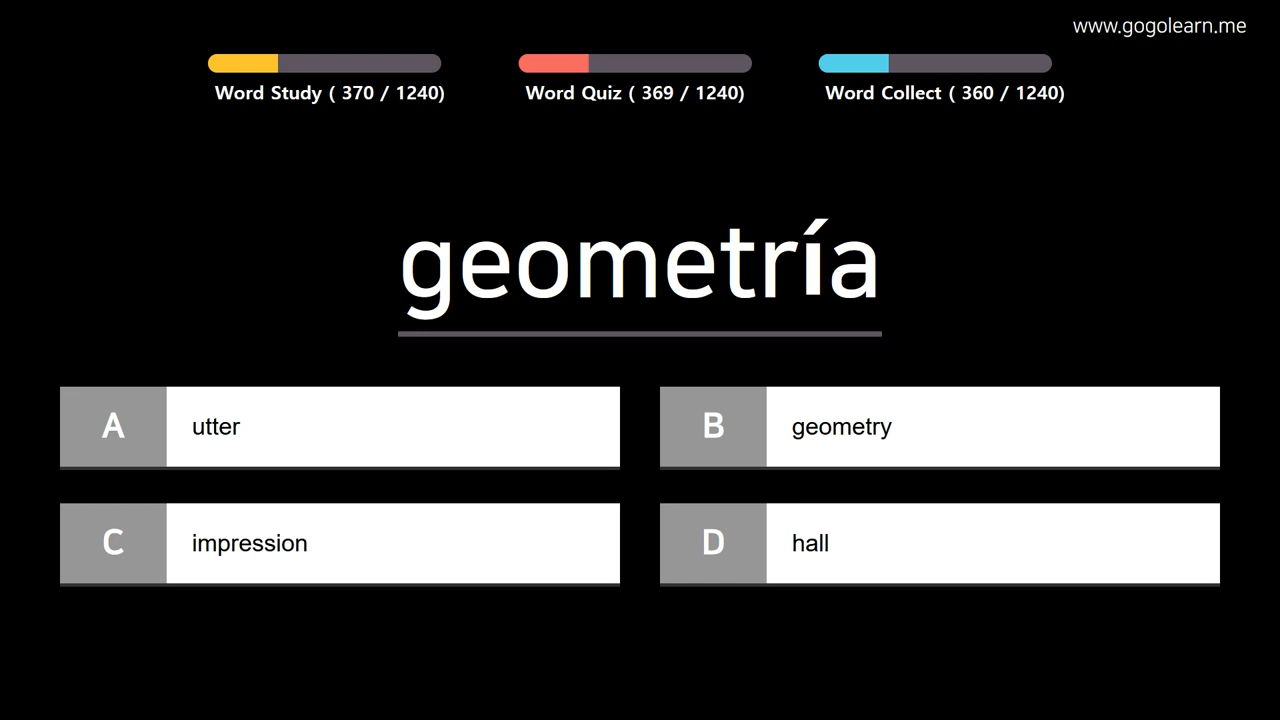 www.gogolearn.me
Word Study ( 370 / 1240)
Word Quiz ( 369 / 1240)
Word Collect ( 360 / 1240)
geometría
A utter
B geometry
C impression
D hall